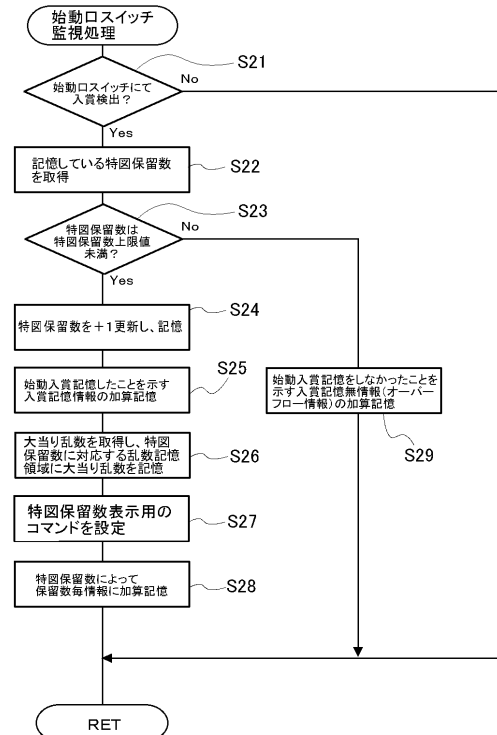 始動口スイッチ
監視処理
S21
始動口スイッチにて
入賞検出？
No
Yes
記憶している特図保留数
を取得
S22
S23
特図保留数は
特図保留数上限値
未満？
No
Yes
S24
特図保留数を＋1更新し、記憶
始動入賞記憶したことを示す
入賞記憶情報の加算記憶
S25
始動入賞記憶をしなかったことを
示す入賞記憶無情報（オーバー
フロー情報）の加算記憶
S29
大当り乱数を取得し、特図
保留数に対応する乱数記憶
領域に大当り乱数を記憶
S26
特図保留数表示用の
コマンドを設定
S27
特図保留数によって
保留数毎情報に加算記憶
S28
RET